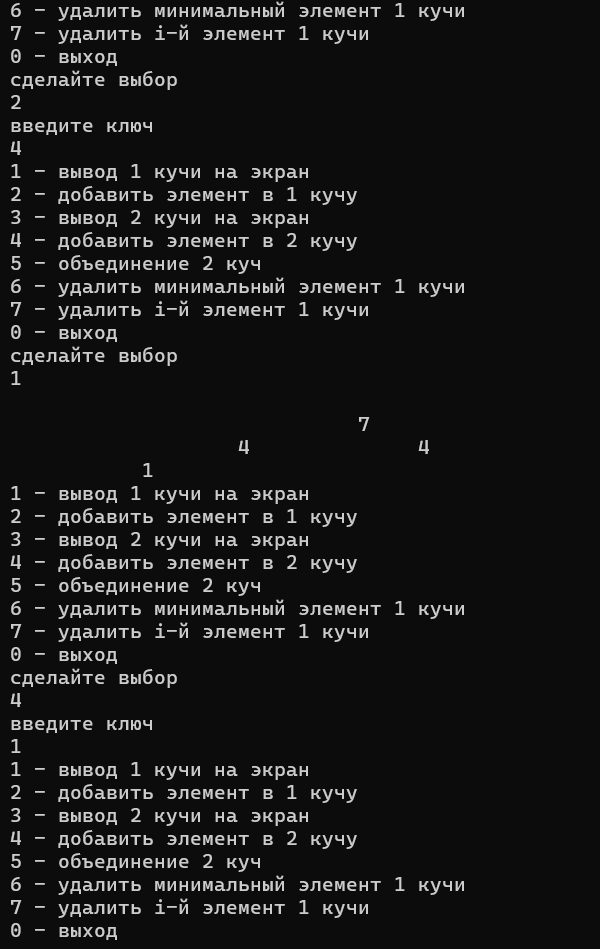 6 - удалить минимальный элемент 1 кучи
7 - удалить i-й элемент 1 кучи
0 - выход
сделайте выбор
2
введите ключ
4
1 - вывод 1 кучи на экран
2 - добавить элемент в 1 кучу
3 - вывод 2 кучи на экран
4 - добавить элемент в 2 кучу
5 - объединение 2 куч
6 - удалить минимальный элемент 1 кучи
7 - удалить i-й элемент 1 кучи
0 - выход
сделайте выбор
1
7
4 4
1
1 - вывод 1 кучи на экран
2 - добавить элемент в 1 кучу
3 - вывод 2 кучи на экран
4 - добавить элемент в 2 кучу
5 - объединение 2 куч
6 - удалить минимальный элемент 1 кучи
7 - удалить i-й элемент 1 кучи
0 - выход
сделайте выбор
4
введите ключ
1
1 - вывод 1 кучи на экран
2 - добавить элемент в 1 кучу
3 - вывод 2 кучи на экран
4 - добавить элемент в 2 кучу
5 - объединение 2 куч
6 - удалить минимальный элемент 1 кучи
7 - удалить i-й элемент 1 кучи
0 - выход